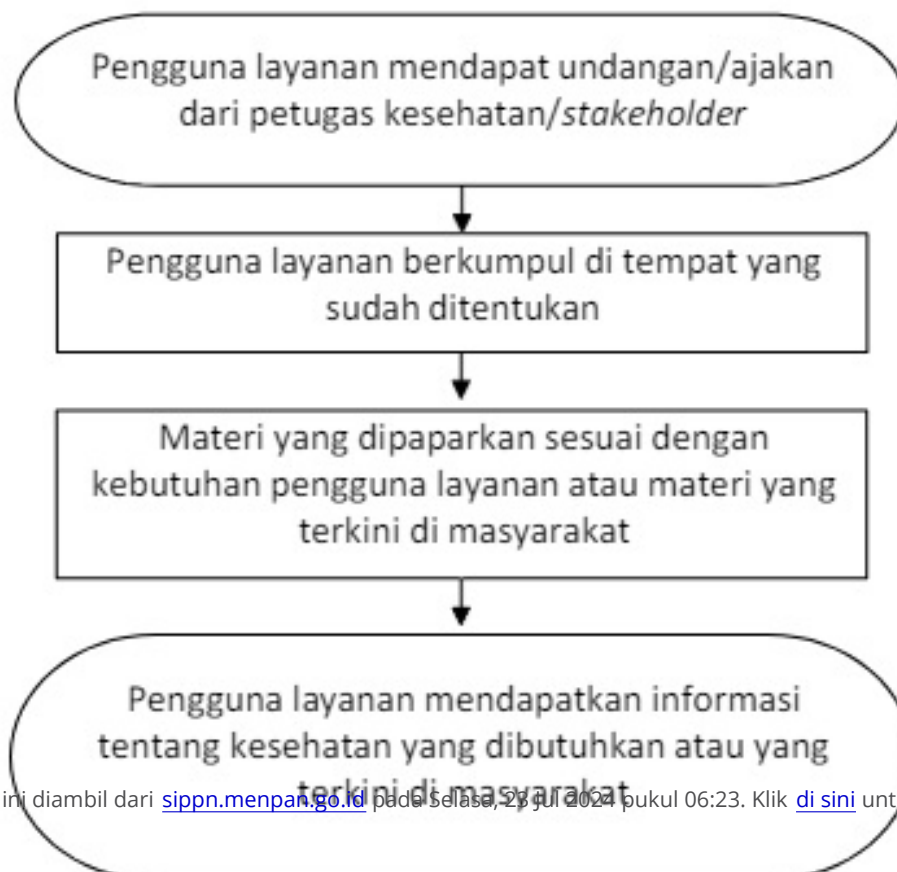 Pengguna layanan mendapat undangan/ajakan
dari petugas kesehatan/stakeholder
Pengguna layanan berkumpul di tempat yang
sudah ditentukan
Materi yang dipaparkan sesuai dengan
kebutuhan pengguna layanan atau materi yang
terkini di masyarakat
Pengguna layanan mendapatkan informasi
tentang kesehatan yang dibutuhkan atau yang
terkini di masyarakat
ini diambil dari sippn.menpan.go.id pada Selasa, 23 Jul 2024 pukul 06:23. Klik di sini unt